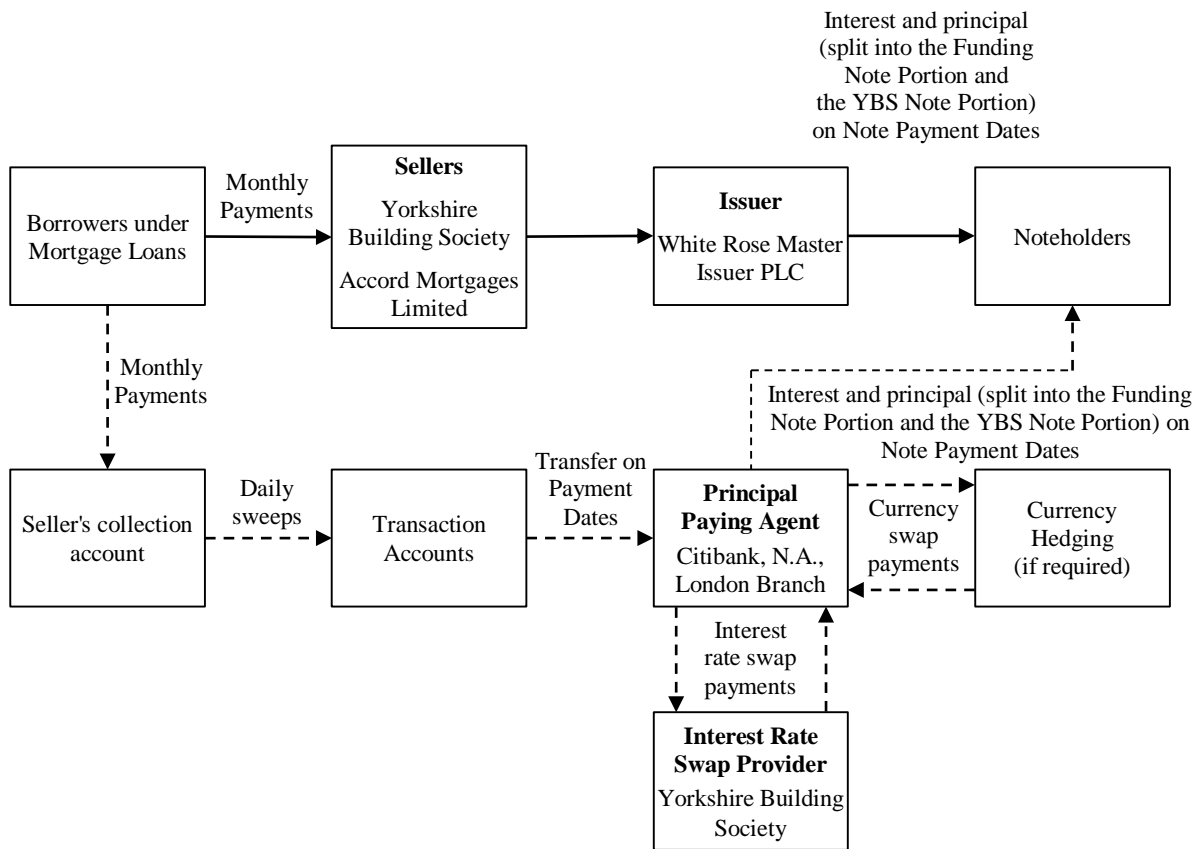 Interest and principal
(split into the Funding
Note Portion and
the YBS Note Portion)
on Note Payment Dates
Borrowers under
Mortgage Loans
Monthly
Payments
Sellers
Yorkshire
Building Society
Accord Mortgages
Limited
Issuer
White Rose Master
Issuer PLC
Noteholders
Monthly
Payments
Interest and principal (split into the Funding
Note Portion and the YBS Note Portion) on
Note Payment Dates
Seller's collection
account
Daily
sweeps
Transaction
Accounts
Transfer on
Payment
Dates
Principal
Paying Agent
Citibank, N.A.,
London Branch
Currency
swap
payments
Currency
Hedging
(if required)
Interest
rate swap
payments
Interest Rate
Swap Provider
Yorkshire Building
Society